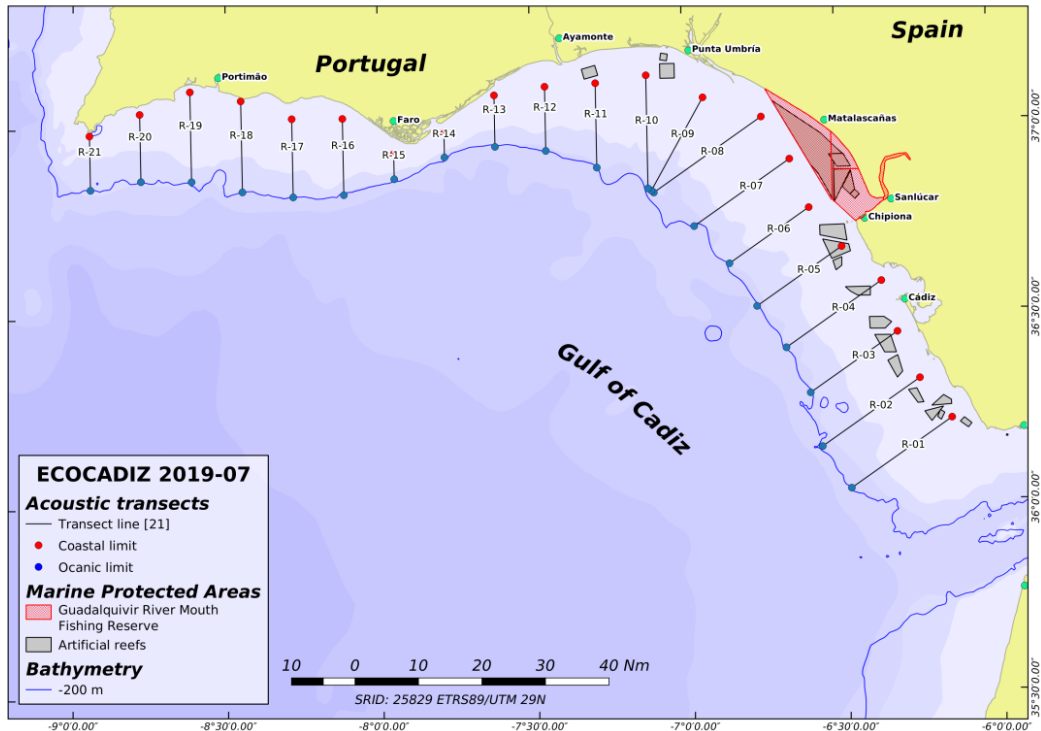 Spain
Portugal
Ayamonte
Punta Umbría
Portimão
Faro
Matalascañas
Sanlúcar
Chipiona
Cádiz
R-21
R-20
R-19
R-18
R-17
R-16
R-15
R-14
R-13
R-12
R-11
R-10
R-09
R-08
R-07
R-06
R-05
R-04
R-03
R-02
R-01
Gulf of Cadiz
ECOCADIZ 2019-07
Acoustic transects
Transect line [21]
Coastal limit
Ocanic limit
Marine Protected Areas
Guadalquivir River Mouth
Fishing Reserve
Artificial reefs
Bathymetry
-200 m
10 0 10 20 30 40 Nm
SRID: 25829 ETRS89/UTM 29N
37°0'0.00"
36°30'0.00"
36°0'0.00"
35°30'0.00"
-9°0'0.00"
-8°30'0.00"
-8°0'0.00"
-7°30'0.00"
-7°0'0.00"
-6°30'0.00"
-6°0'0.00"